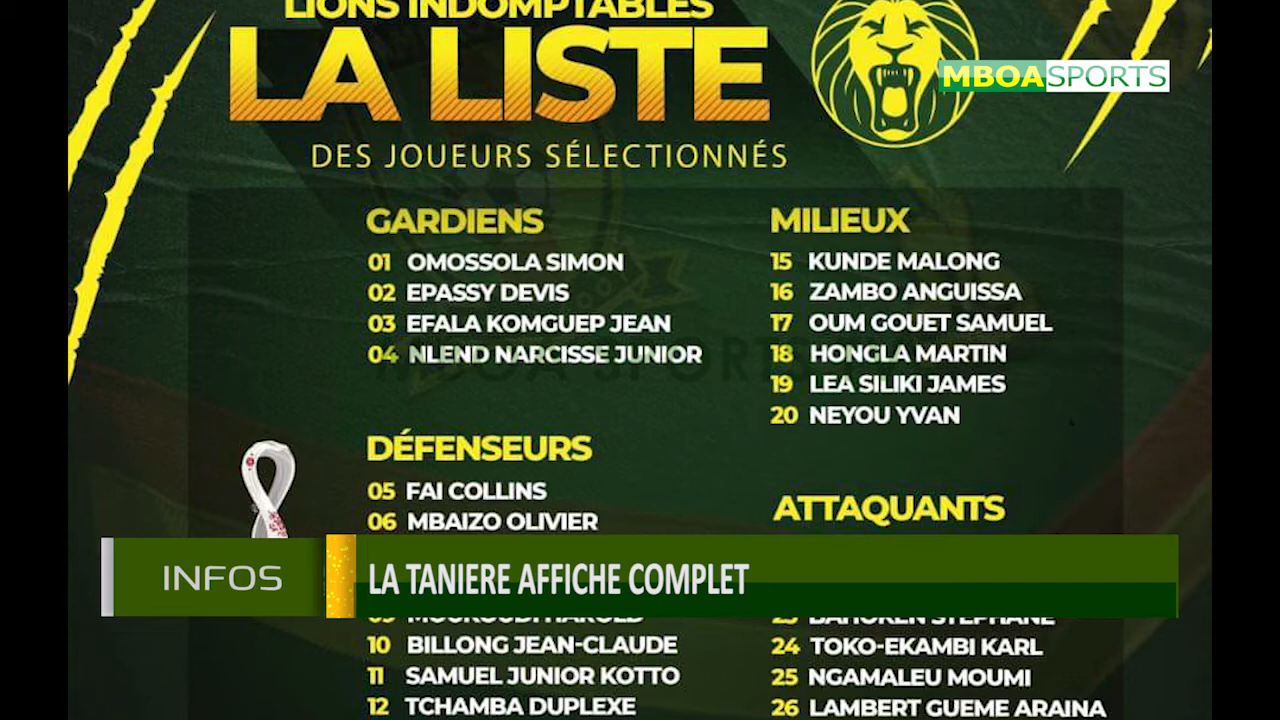 LIONS INDOMPTABLES
LA LISTE
DES JOUEURS SÉLECTIONNÉS
MBOASPORTS
GARDIENS
01 OMOSSOLA SIMON
02 EPASSY DEVIS
03 EFALA KOMGUEP JEAN
04 NLEND NARCISSE JUNIOR
DÉFENSEURS
05 FAI COLLINS
06 MBAIZO OLIVIER
10 BILLONG JEAN-CLAUDE
11 SAMUEL JUNIOR KOTTO
12 TCHAMBA DUPLEXE
MILIEUX
15 KUNDE MALONG
16 ZAMBO ANGUISSA
17 OUM GOUET SAMUEL
18 HONGLA MARTIN
19 LEA SILIKI JAMES
20 NEYOU YVAN
ATTAQUANTS
24 TOKO-EKAMBI KARL
25 NGAMALEU MOUMI
26 LAMBERT GUEME ARAINA
INFOS
LA TANIERE AFFICHE COMPLET